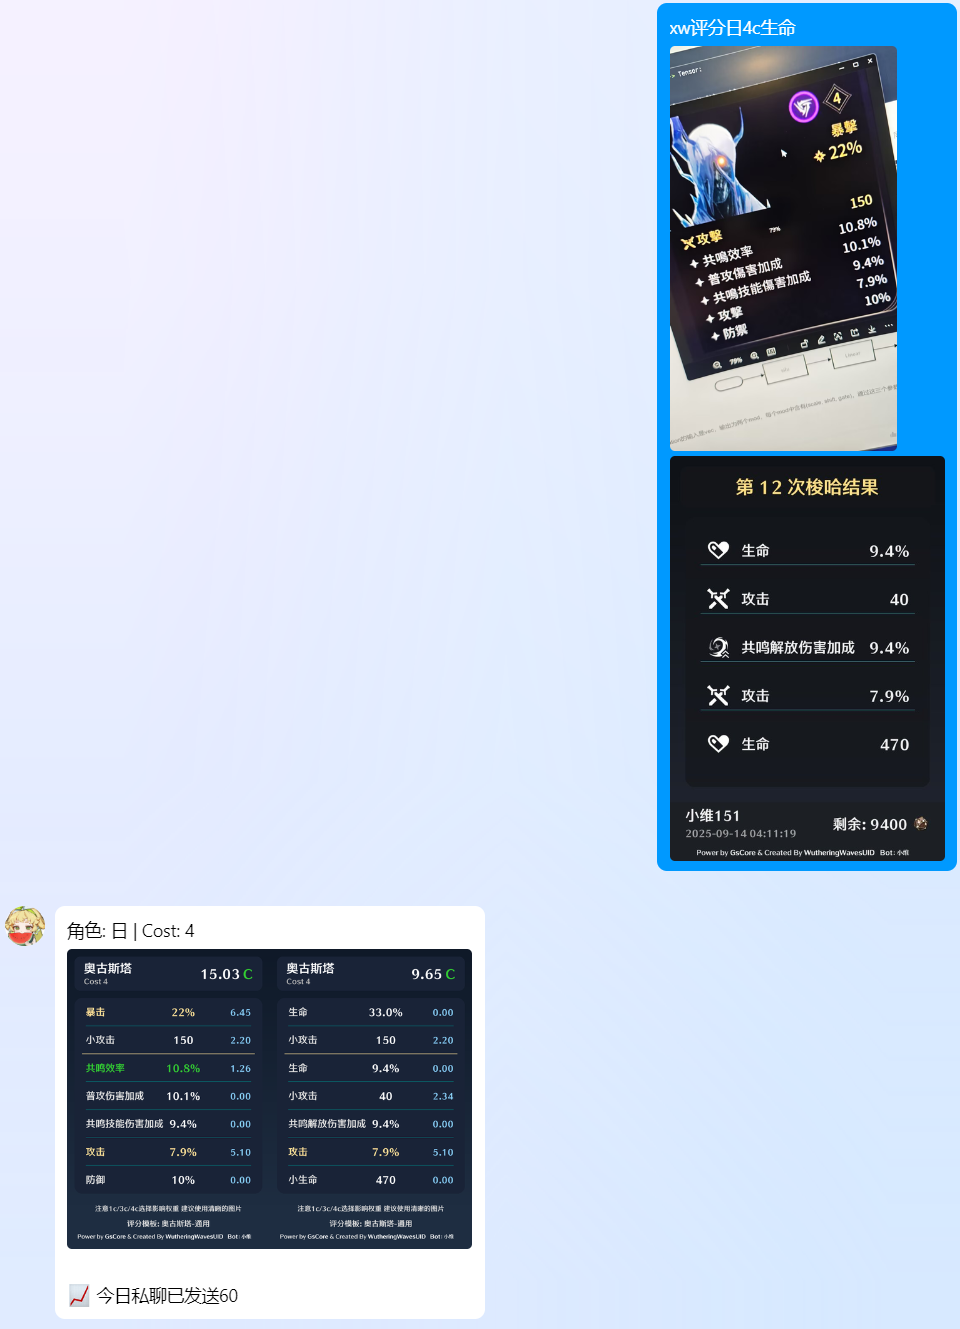 xw评分日4c生命
Tensor:
4
暴擊
22%
150
攻擊
79%
10.8%
共鳴效率
10.1%
普攻傷害加成
9.4%
共鳴技能傷害加成
7.9%
攻擊
10%
防禦
79%
第 12 次梭哈结果
生命 9.4%
攻击 40
共鸣解放伤害加成 9.4%
攻击 7.9%
生命 470
小维151
2025-09-14 04:11:19
剩余: 9400
Power by GsCore & Created By WutheringWavesUID Bot: 小维
角色: 日 | Cost: 4
奥古斯塔 15.03 C
Cost 4
暴击 22% 6.45
小攻击 150 2.20
共鸣效率 10.8% 1.26
普攻伤害加成 10.1% 0.00
共鸣技能伤害加成 9.4% 0.00
攻击 7.9% 5.10
防御 10% 0.00
注意1c/3c/4c选择影响权重 建议使用清晰的图片
评分模板: 奥古斯塔-通用
Power by GsCore & Created By WutheringWavesUID Bot: 小维
奥古斯塔 9.65 C
Cost 4
生命 33.0% 0.00
小攻击 150 2.20
生命 9.4% 0.00
小攻击 40 2.34
共鸣解放伤害加成 9.4% 0.00
攻击 7.9% 5.10
小生命 470 0.00
注意1c/3c/4c选择影响权重 建议使用清晰的图片
评分模板: 奥古斯塔-通用
Power by GsCore & Created By WutheringWavesUID Bot: 小维
今日私聊已发送60